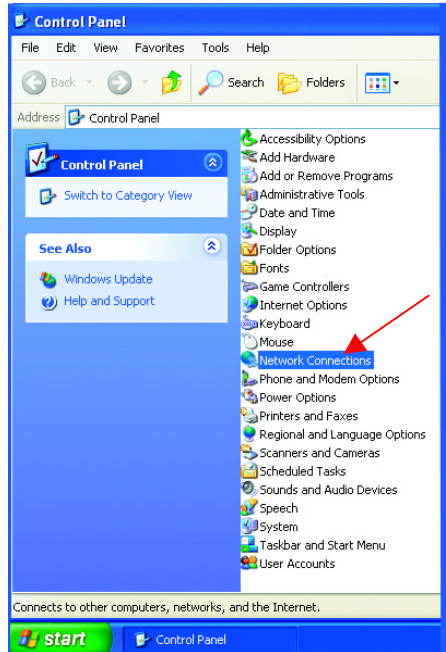 Control Panel
File Edit View Favorites Tools Help
Back Search Folders
Address Control Panel
Control Panel
Switch to Category View
See Also
Windows Update
Help and Support
Accessibility Options
Add Hardware
Add or Remove Programs
Administrative Tools
Date and Time
Display
Folder Options
Fonts
Game Controllers
Internet Options
Keyboard
Mouse
Network Connections
Phone and Modem Options
Power Options
Printers and Faxes
Regional and Language Options
Scanners and Cameras
Scheduled Tasks
Sounds and Audio Devices
Speech
System
Taskbar and Start Menu
User Accounts
Connects to other computers, networks, and the Internet.
start Control Panel